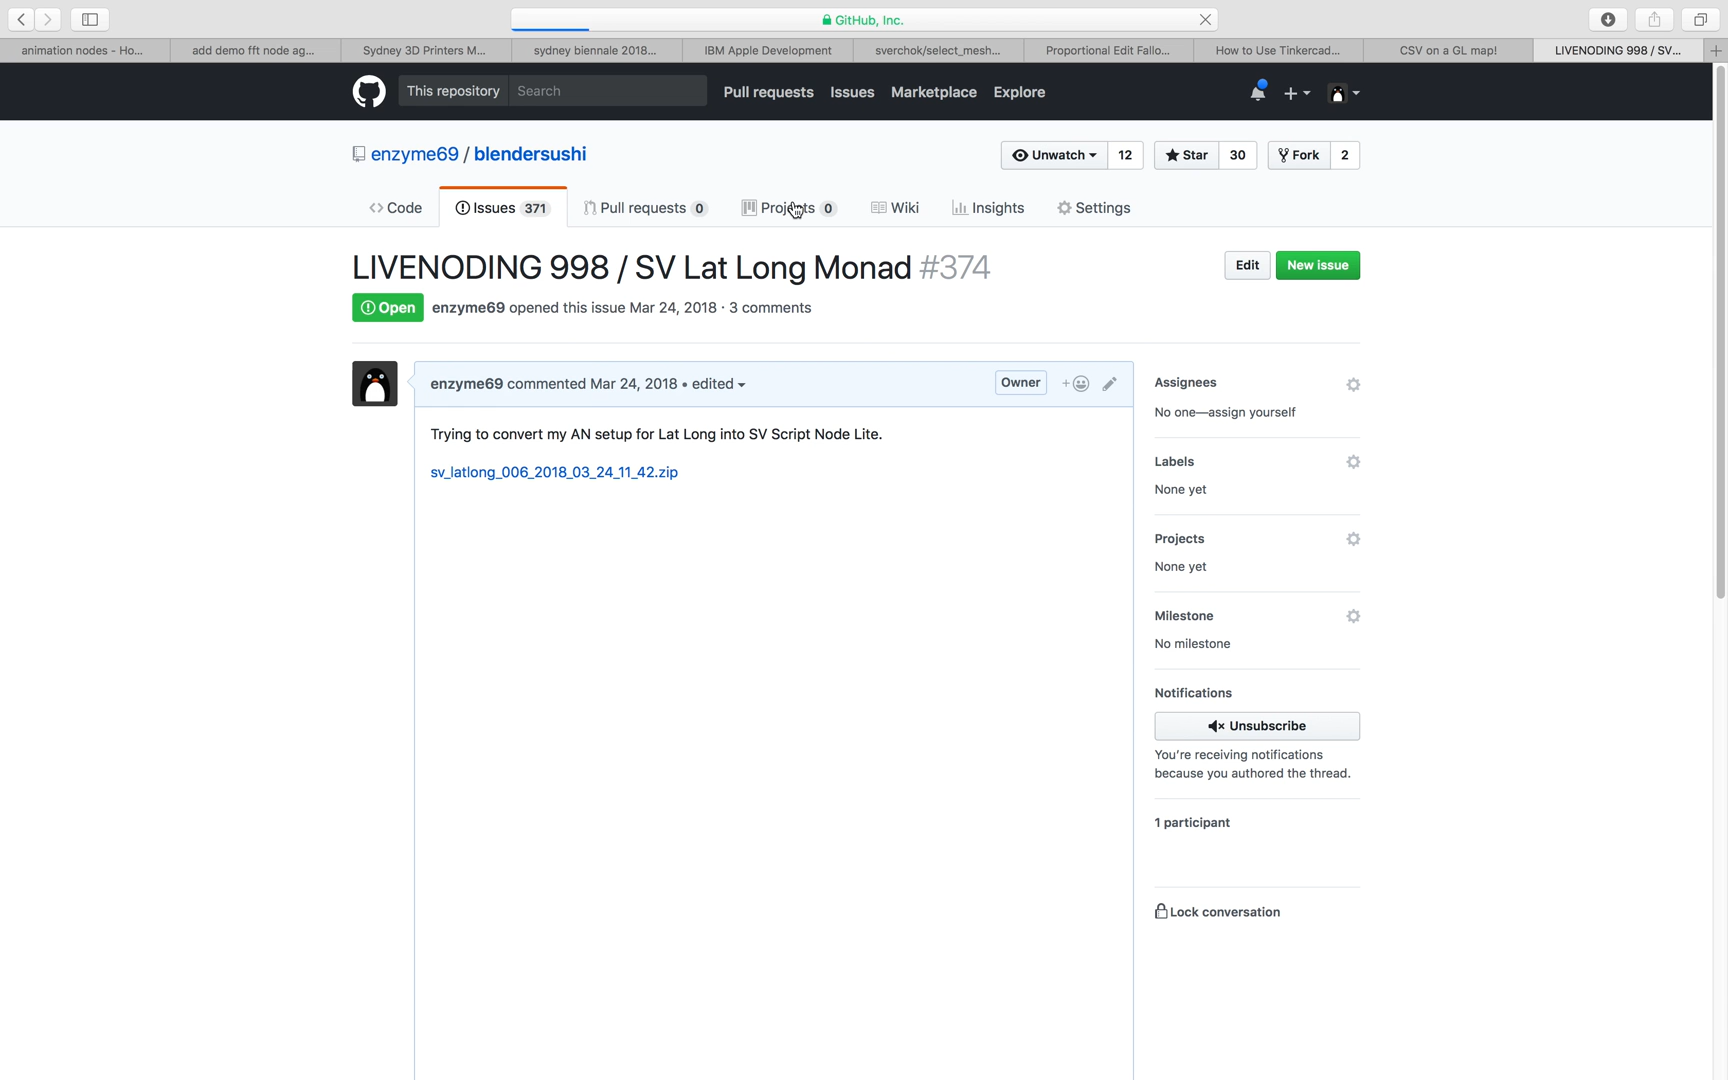 GitHub, Inc.
animation nodes - Ho...
add demo fft node ag...
Sydney 3D Printers M...
sydney biennale 2018...
IBM Apple Development
sverchok/select_mesh...
Proportional Edit Fallo...
How to Use Tinkercad...
CSV on a GL map!
LIVENODING 998 / SV...
This repository Search Pull requests Issues Marketplace Explore
enzyme69 / blendersushi
Unwatch 12 Star 30 Fork 2
Code Issues 371 Pull requests 0 Projects 0 Wiki Insights Settings
LIVENODING 998 / SV Lat Long Monad #374
Edit New issue
Open enzyme69 opened this issue Mar 24, 2018 · 3 comments
enzyme69 commented Mar 24, 2018 • edited
Owner
Trying to convert my AN setup for Lat Long into SV Script Node Lite.
sv_latlong_006_2018_03_24_11_42.zip
Assignees
No one—assign yourself
Labels
None yet
Projects
None yet
Milestone
No milestone
Notifications
Unsubscribe
You're receiving notifications
because you authored the thread.
1 participant
Lock conversation